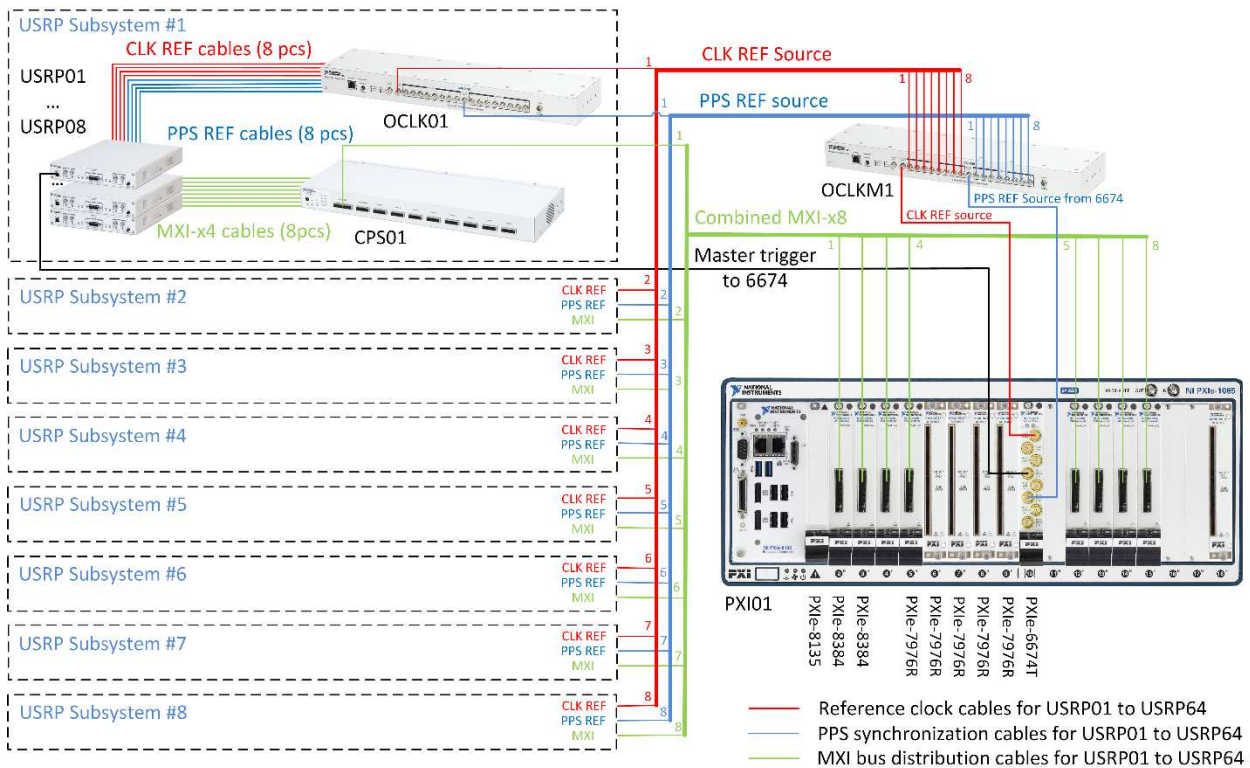 USRP Subsystem #1
CLK REF cables (8 pcs)
USRP01
...
USRP08
OCLK01
PPS REF cables (8 pcs)
...
MXI-x4 cables (8pcs)
CPS01
1
CLK REF Source
1
8
1
PPS REF source
1
8
1
OCLKM1
CLK REF source
PPS REF Source from 6674
Combined MXI-x8
1
4
5
8
Master trigger
to 6674
USRP Subsystem #2
CLK REF
2
PPS REF
2
MXI
2
USRP Subsystem #3
CLK REF
3
PPS REF
3
MXI
3
USRP Subsystem #4
CLK REF
4
PPS REF
4
MXI
4
USRP Subsystem #5
CLK REF
5
PPS REF
5
MXI
5
USRP Subsystem #6
CLK REF
6
PPS REF
6
MXI
6
USRP Subsystem #7
CLK REF
7
PPS REF
7
MXI
7
USRP Subsystem #8
CLK REF
8
PPS REF
8
MXI
8
NATIONAL
INSTRUMENTS
NI PXIe-1085
NATIONAL
INSTRUMENTS
PXI
PXI01
PXIe-8135
PXIe-8384
PXIe-8384
PXIe-7976R
PXIe-7976R
PXIe-7976R
PXIe-7976R
PXIe-7976R
PXIe-6674T
Reference clock cables for USRP01 to USRP64
PPS synchronization cables for USRP01 to USRP64
MXI bus distribution cables for USRP01 to USRP64